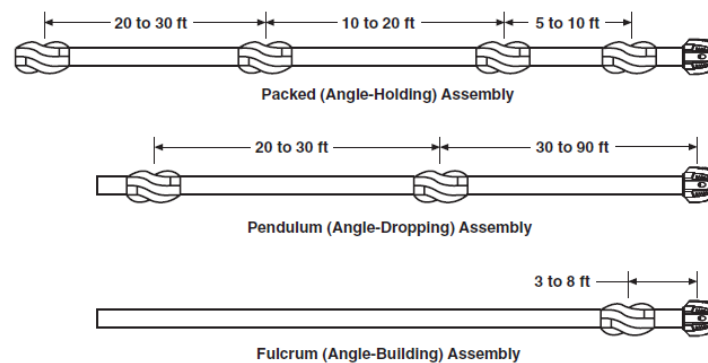 20 to 30 ft 10 to 20 ft 5 to 10 ft
Packed (Angle-Holding) Assembly
20 to 30 ft 30 to 90 ft
Pendulum (Angle-Dropping) Assembly
3 to 8 ft
Fulcrum (Angle-Building) Assembly